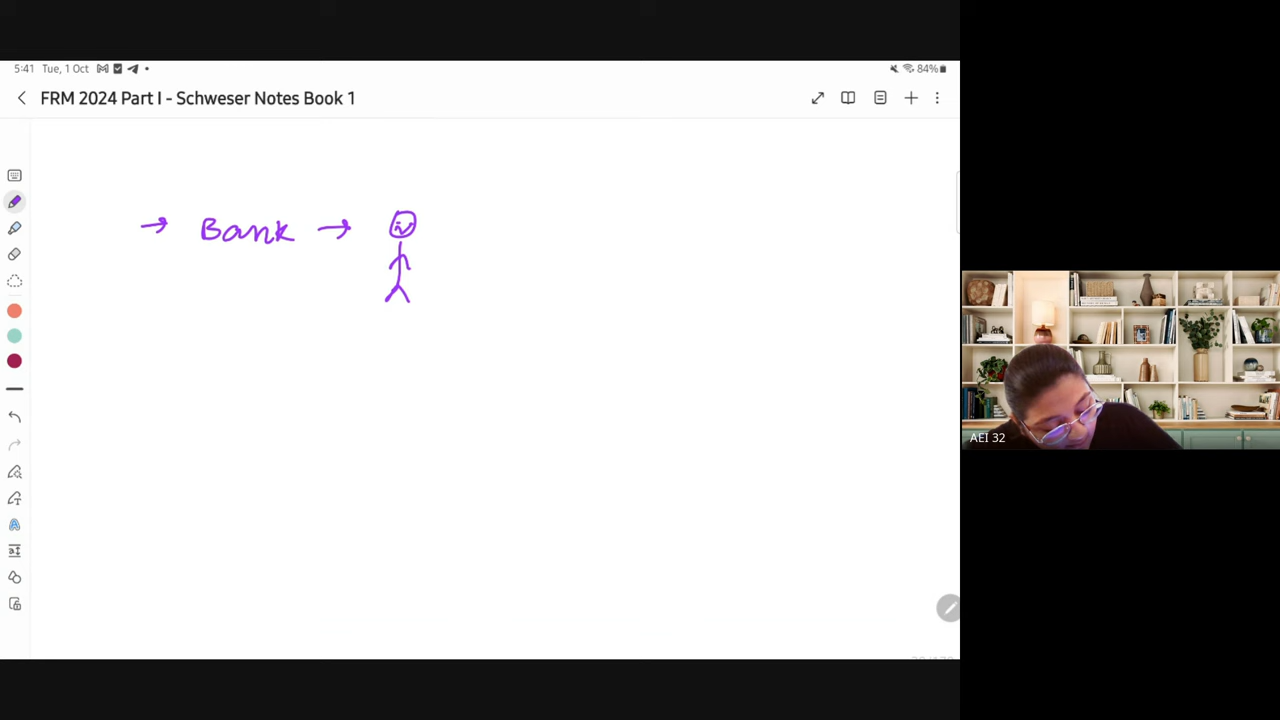 5:41 Tue, 1 Oct 84%
FRM 2024 Part I - Schweser Notes Book 1
→ Bank →
AEI 32